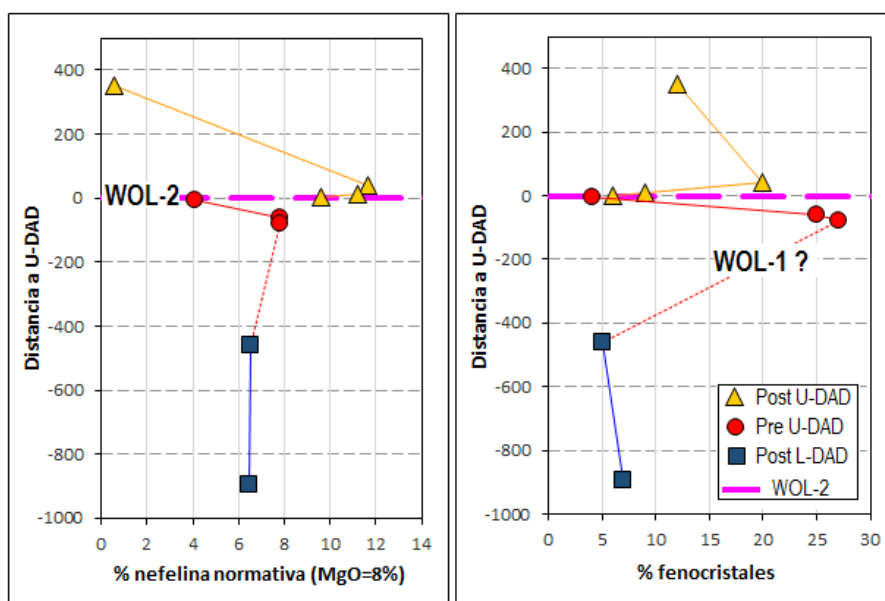 Distancia a U-DAD
400
200
0
-200
-400
-600
-800
-1000
WOL-2
0 2 4 6 8 10 12 14
% nefelina normativa (MgO=8%)
Distancia a U-DAD
400
200
0
-200
-400
-600
-800
-1000
WOL-1 ?
Post U-DAD
Pre U-DAD
Post L-DAD
WOL-2
0 5 10 15 20 25 30
% fenocristales